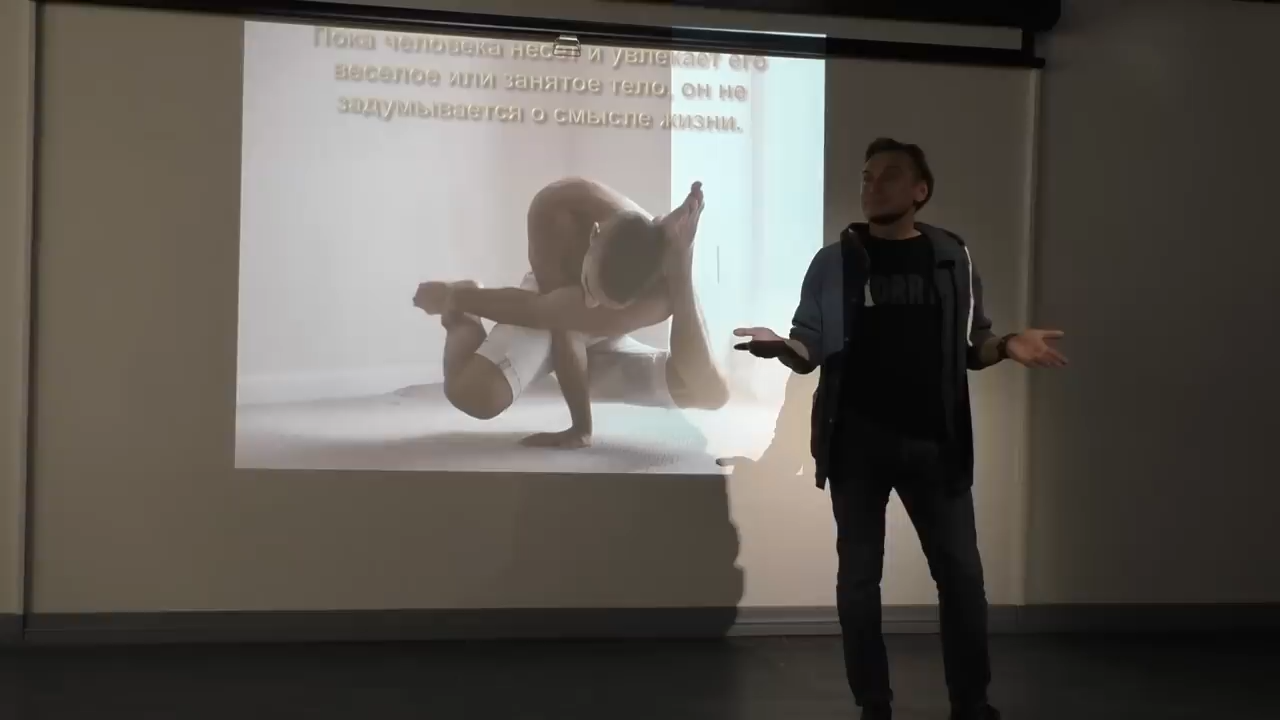 Пока человека несет и увлекает его
веселое или занятое тело, он не
задумывается о смысле жизни.